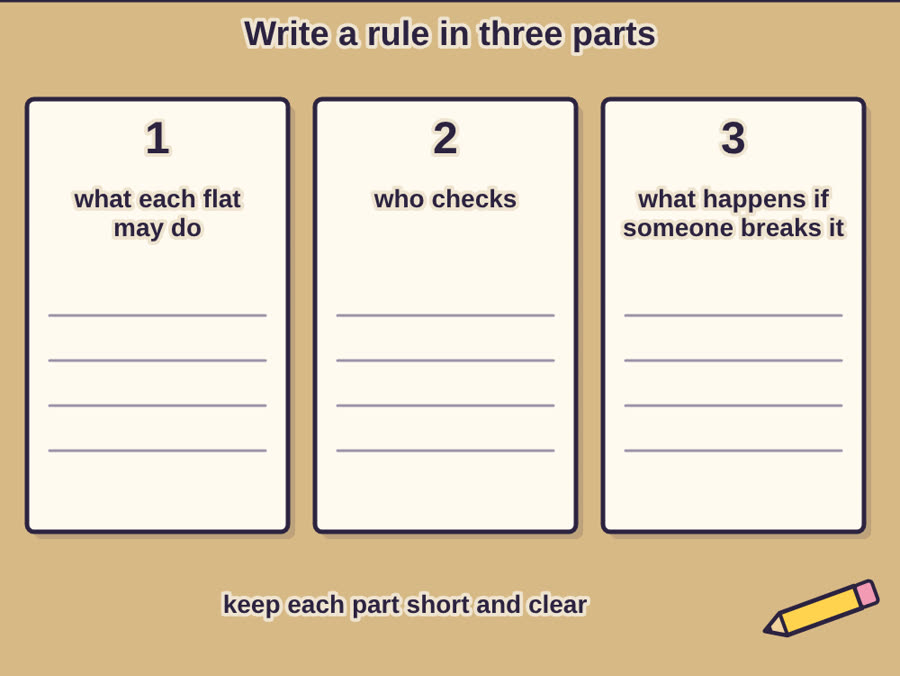 Write a rule in three parts
1
what each flat
may do
2
who checks
3
what happens if
someone breaks it
keep each part short and clear